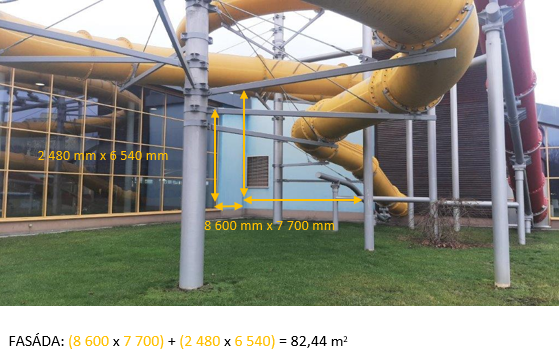 2 480 mm x 6 540 mm
8 600 mm x 7 700 mm
FASÁDA: (8 600 x 7 700) + (2 480 x 6 540) = 82,44 m²